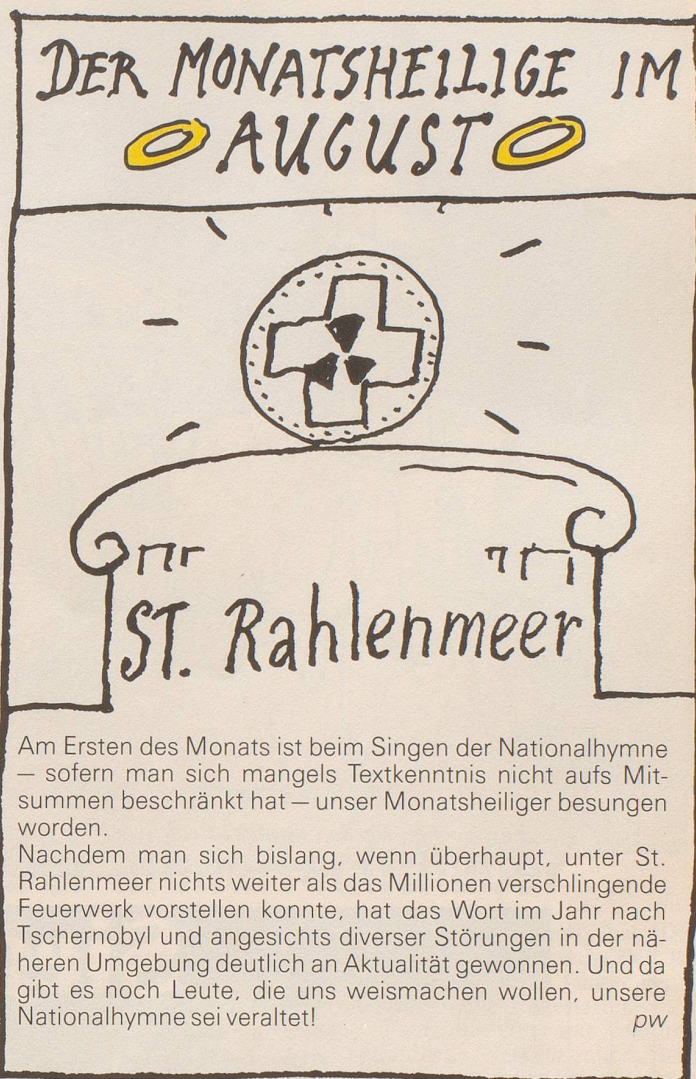 DER MONATSHEILIGE IM
AUGUST
ST. Rahlenmeer
Am Ersten des Monats ist beim Singen der Nationalhymne
— sofern man sich mangels Textkenntnis nicht aufs Mit-
summen beschränkt hat — unser Monatsheiliger besungen
worden.
Nachdem man sich bislang, wenn überhaupt, unter St.
Rahlenmeer nichts weiter als das Millionen verschlingende
Feuerwerk vorstellen konnte, hat das Wort im Jahr nach
Tschernobyl und angesichts diverser Störungen in der nä-
heren Umgebung deutlich an Aktualität gewonnen. Und da
gibt es noch Leute, die uns weismachen wollen, unsere
Nationalhymne sei veraltet! pw